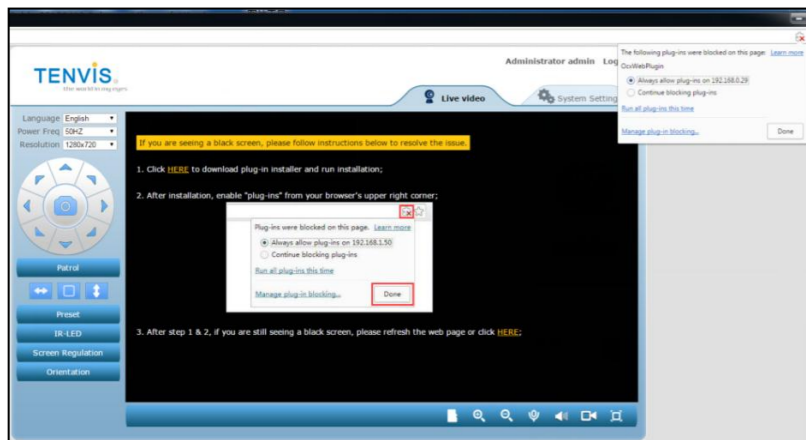 The following plug-ins were blocked on this page: Learn more
OcxWebPlugin
Always allow plug-ins on 192.168.0.29
Continue blocking plug-ins
Run all plug-ins this time
Manage plug-in blocking...
Done
TENVIS
the world in my eyes
Administrator admin Log
Live video
System Setting
Language English
Power Freq 50HZ
Resolution 1280x720
Patrol
Preset
IR-LED
Screen Regulation
Orientation
If you are seeing a black screen, please follow instructions below to resolve the issue.
1. Click HERE to download plug-in installer and run installation;
2. After installation, enable "plug-ins" from your browser's upper right corner;
Plug-ins were blocked on this page. Learn more
Always allow plug-ins on 192.168.1.50
Continue blocking plug-ins
Run all plug-ins this time
Manage plug-in blocking...
Done
3. After step 1 & 2, if you are still seeing a black screen, please refresh the web page or click HERE;